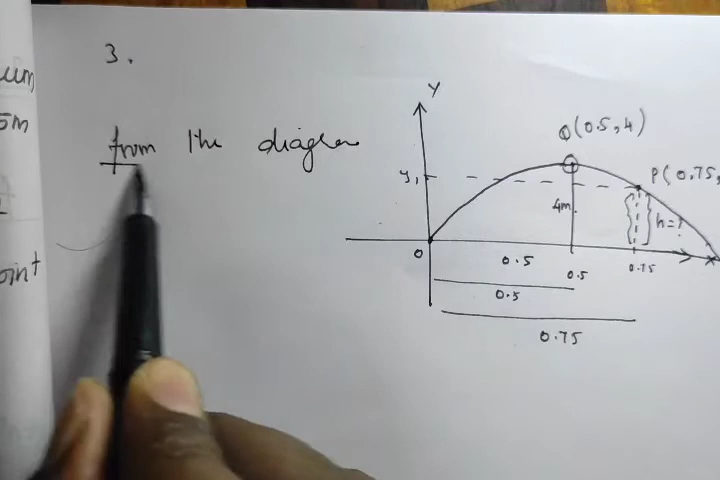 3.
from the diagram
Y
Q(0.5, 4)
y1
P(0.75,
4m
h=?
O
0.5
0.5
0.75
X
0.5
0.75
5m